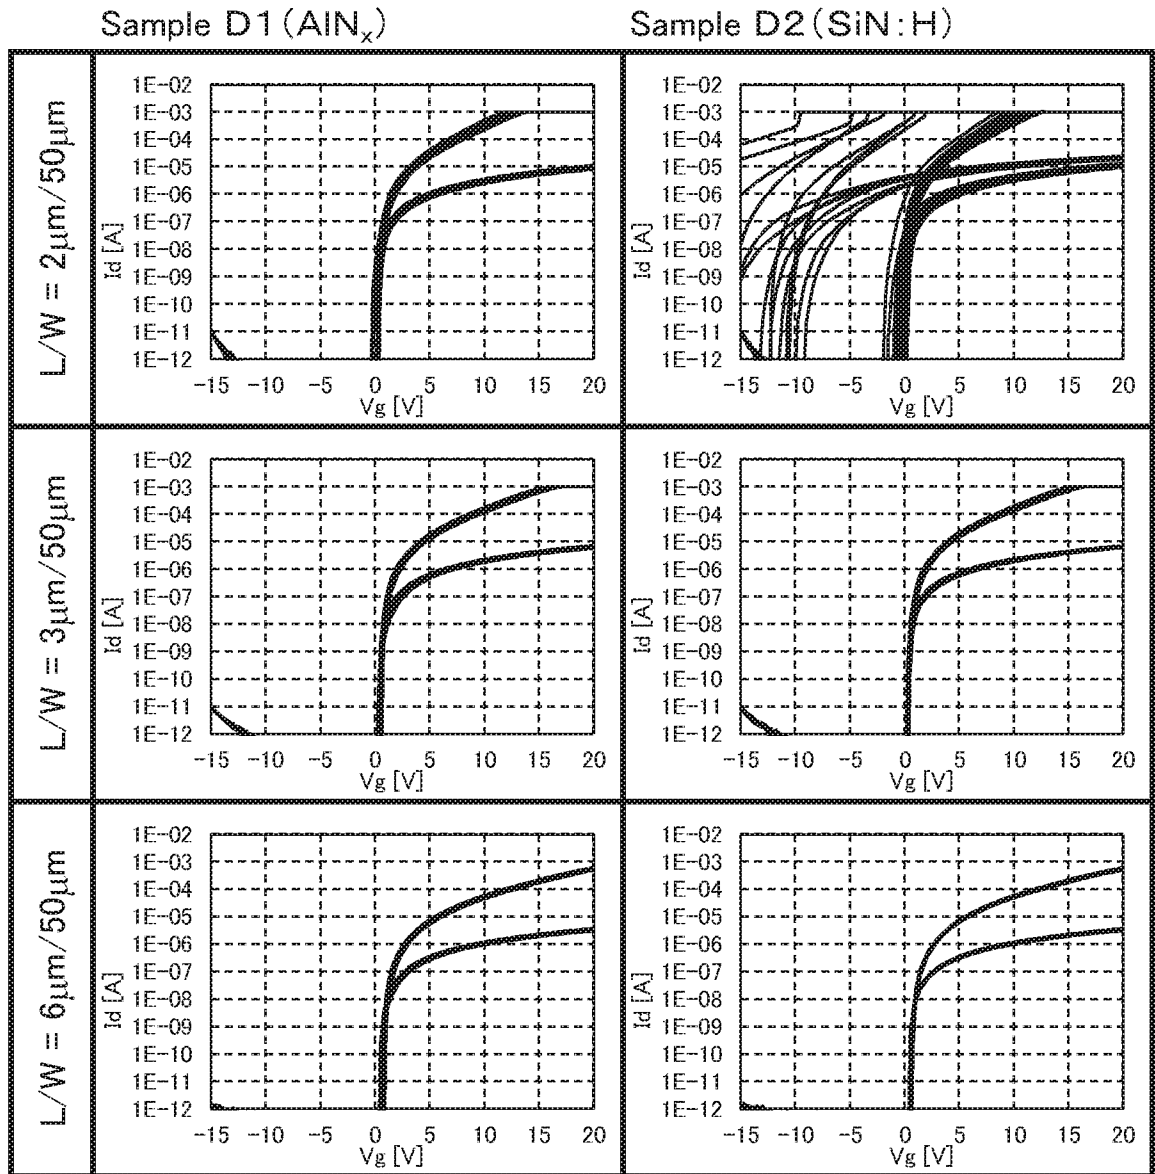 Sample D1(AlNₓ)
Sample D2(SiN:H)
L/W = 2μm/50μm
Id [A]
1E-02
1E-03
1E-04
1E-05
1E-06
1E-07
1E-08
1E-09
1E-10
1E-11
1E-12
-15 -10 -5 0 5 10 15 20
Vg [V]
Id [A]
1E-02
1E-03
1E-04
1E-05
1E-06
1E-07
1E-08
1E-09
1E-10
1E-11
1E-12
-15 -10 -5 0 5 10 15 20
Vg [V]
L/W = 3μm/50μm
Id [A]
1E-02
1E-03
1E-04
1E-05
1E-06
1E-07
1E-08
1E-09
1E-10
1E-11
1E-12
-15 -10 -5 0 5 10 15 20
Vg [V]
Id [A]
1E-02
1E-03
1E-04
1E-05
1E-06
1E-07
1E-08
1E-09
1E-10
1E-11
1E-12
-15 -10 -5 0 5 10 15 20
Vg [V]
L/W = 6μm/50μm
Id [A]
1E-02
1E-03
1E-04
1E-05
1E-06
1E-07
1E-08
1E-09
1E-10
1E-11
1E-12
-15 -10 -5 0 5 10 15 20
Vg [V]
Id [A]
1E-02
1E-03
1E-04
1E-05
1E-06
1E-07
1E-08
1E-09
1E-10
1E-11
1E-12
-15 -10 -5 0 5 10 15 20
Vg [V]